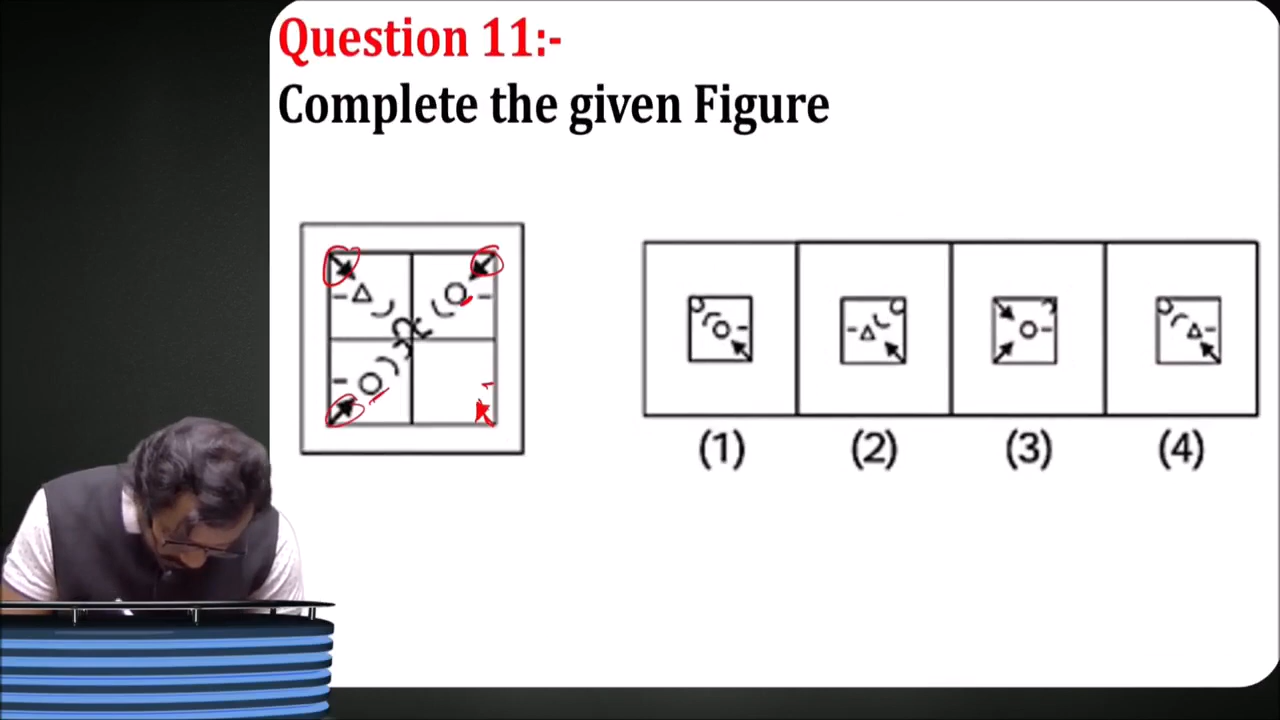 Question 11:-
Complete the given Figure
(1) (2) (3) (4)